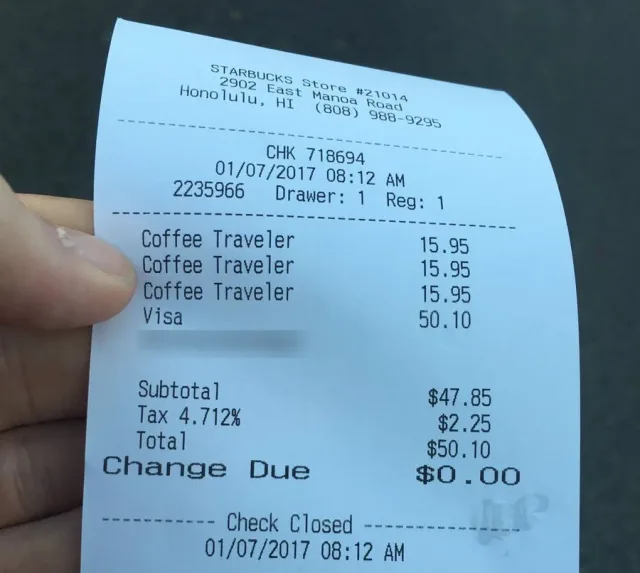 STARBUCKS Store #21014
2902 East Manoa Road
Honolulu, HI (808) 988-9295
CHK 718694
01/07/2017 08:12 AM
2235966 Drawer: 1 Reg: 1
Coffee Traveler 15.95
Coffee Traveler 15.95
Coffee Traveler 15.95
Visa 50.10
Subtotal $47.85
Tax 4.712% $2.25
Total $50.10
Change Due $0.00
---------- Check Closed ----------
01/07/2017 08:12 AM